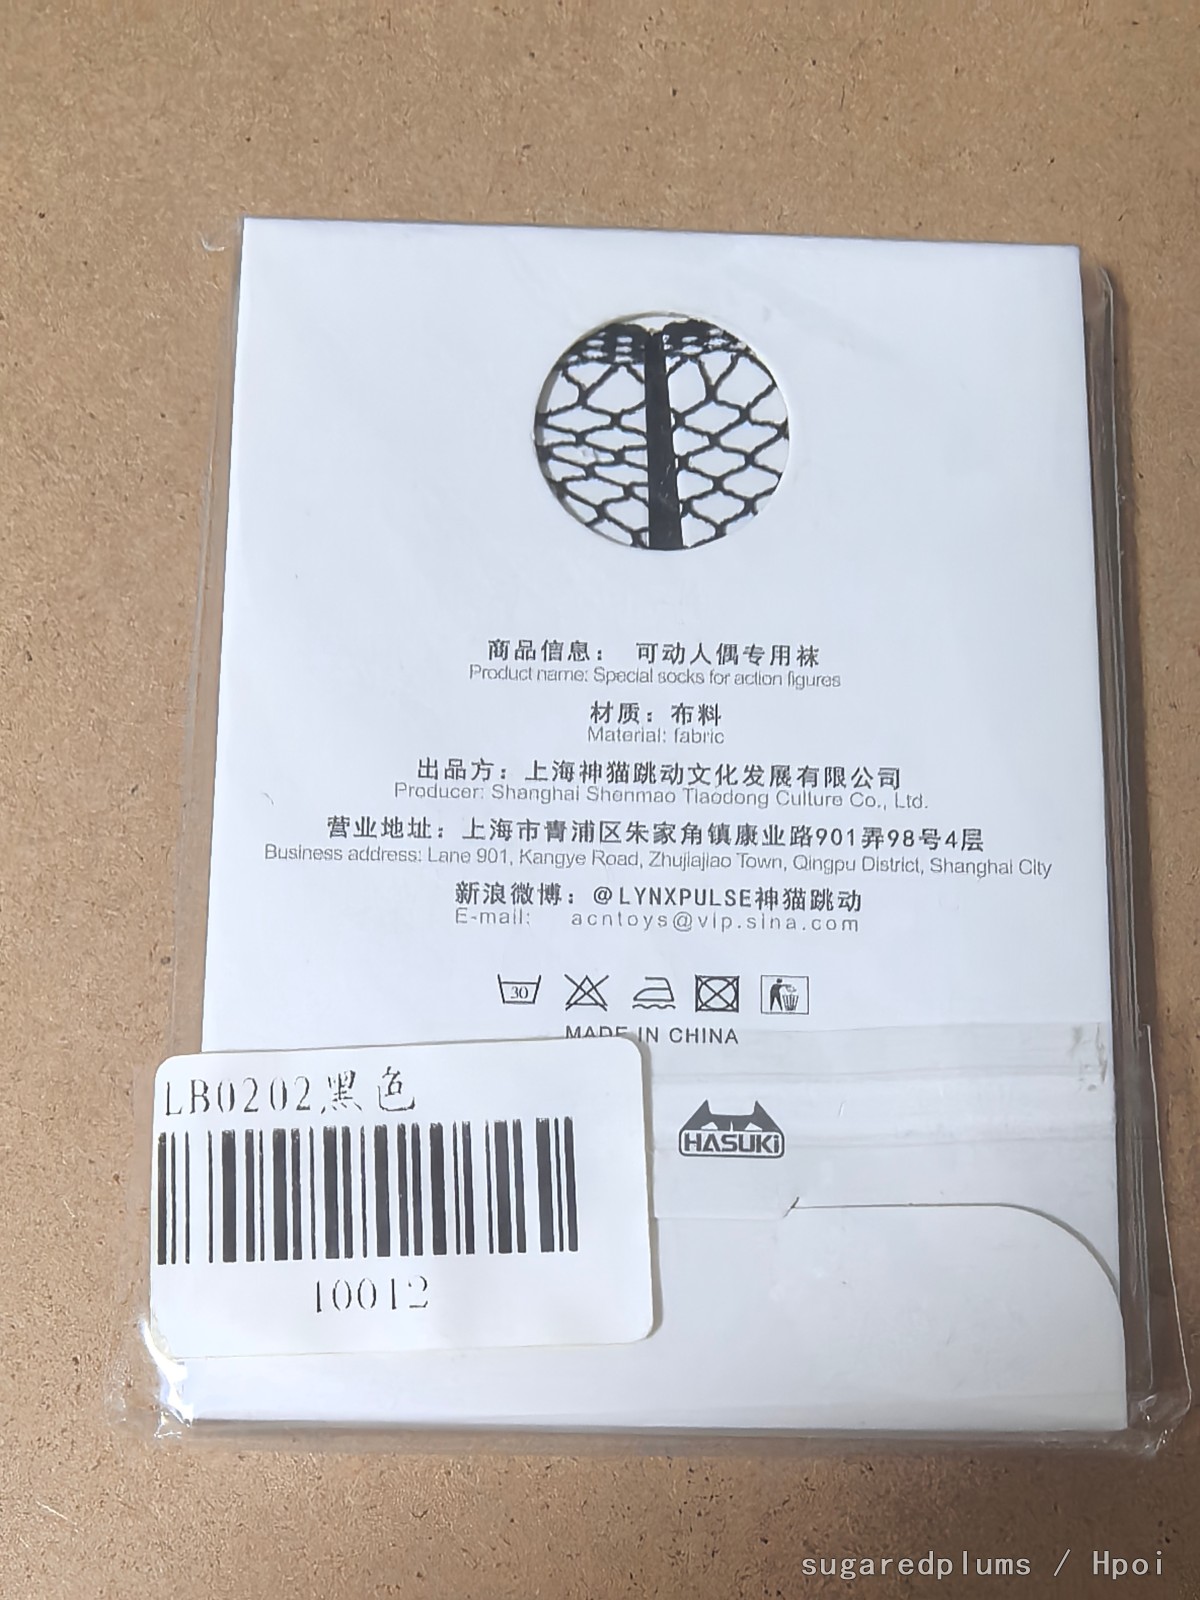 商品信息： 可动人偶专用袜
Product name: Special socks for action figures
材质：布料
Material: fabric
出品方：上海神猫跳动文化发展有限公司
Producer: Shanghai Shenmao Tiaodong Culture Co., Ltd.
营业地址：上海市青浦区朱家角镇康业路901弄98号4层
Business address: Lane 901, Kangye Road, Zhujiajiao Town, Qingpu District, Shanghai City
新浪微博：@LYNXPULSE神猫跳动
E-mail: acntoys@vip.sina.com
30
MADE IN CHINA
LB0202黑色
HASUKi
10012
sugaredplums / Hpoi